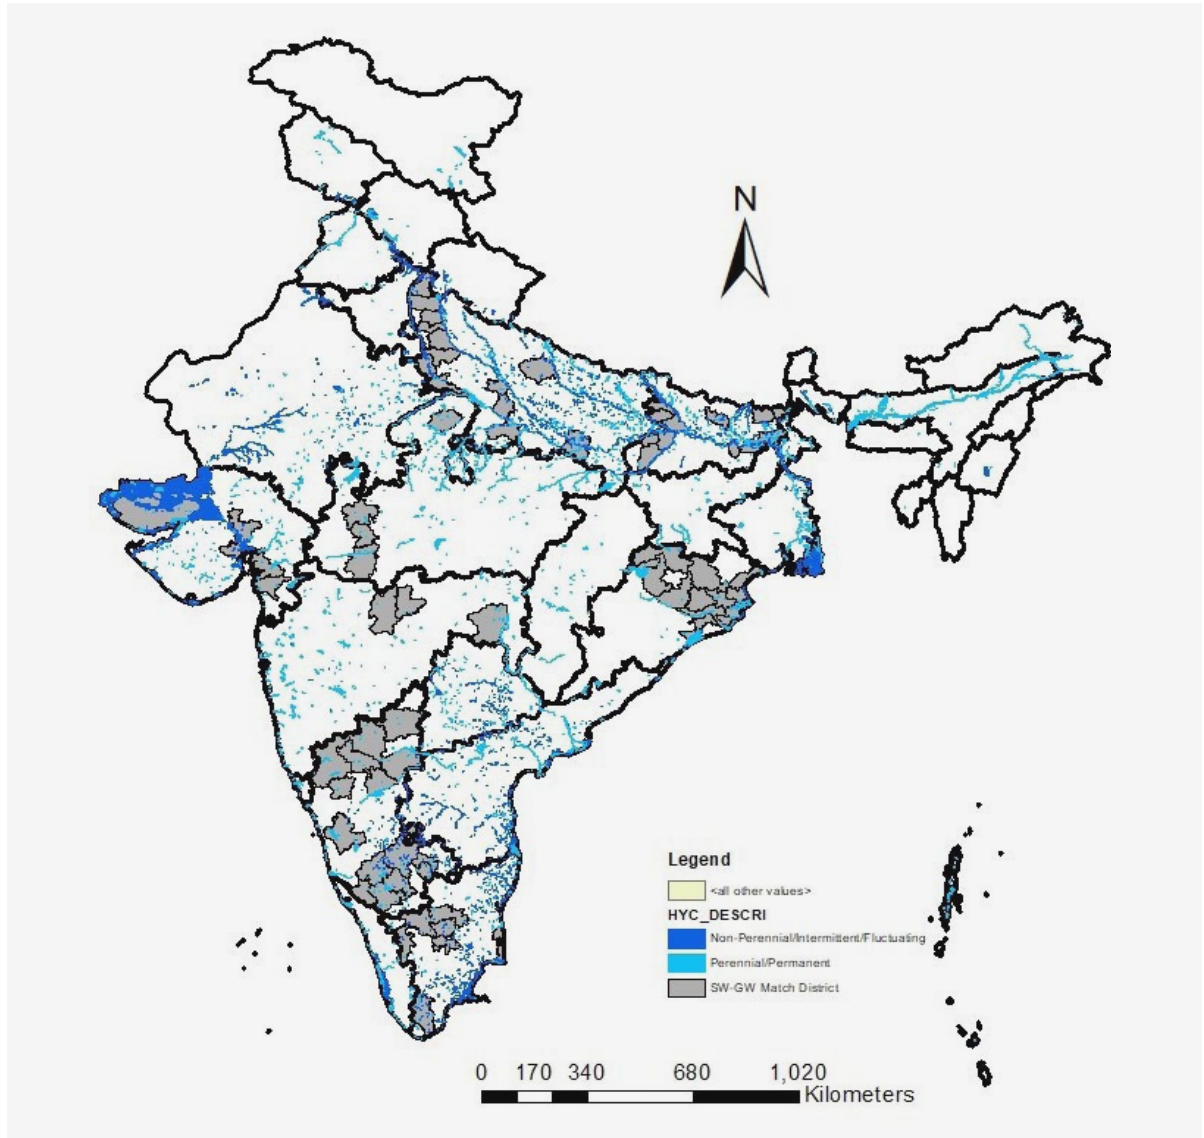 N
Legend
<all other values>
HYC_DESCRI
Non-Perennial/Intermittent/Fluctuating
Perennial/Permanent
SW-GW Match District
0 170 340 680 1,020
Kilometers